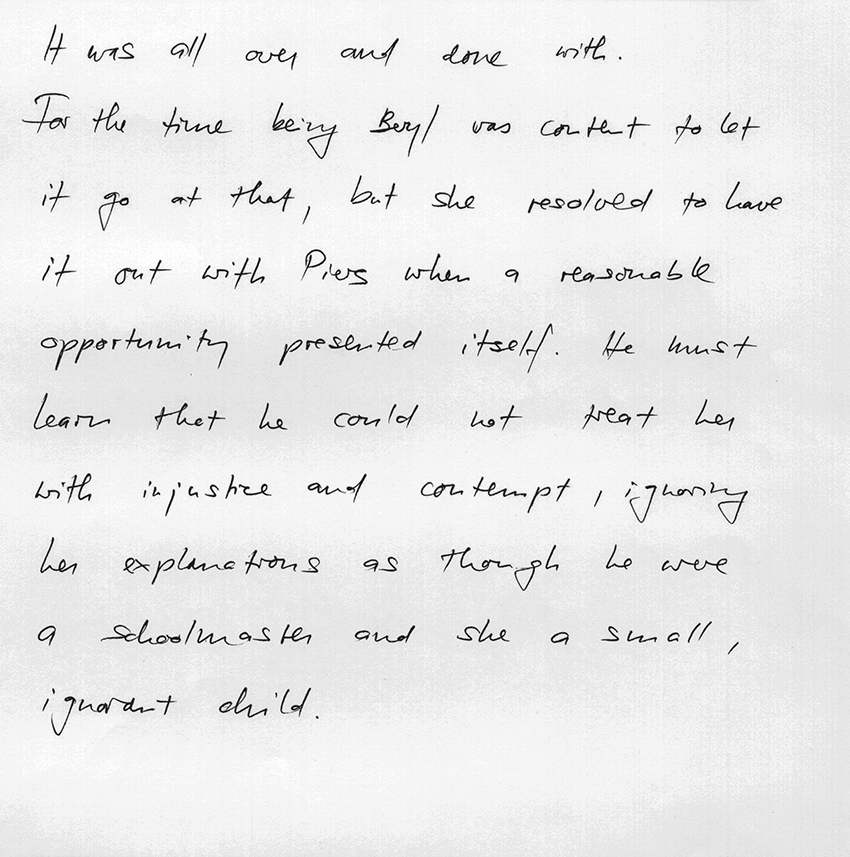 It was all over and done with.
For the time being Beryl was content to let
it go at that, but she resolved to have
it out with Piers when a reasonable
opportunity presented itself. He must
learn that he could not treat her
with injustice and contempt, ignoring
her explanations as though he were
a schoolmaster and she a small,
ignorant child.